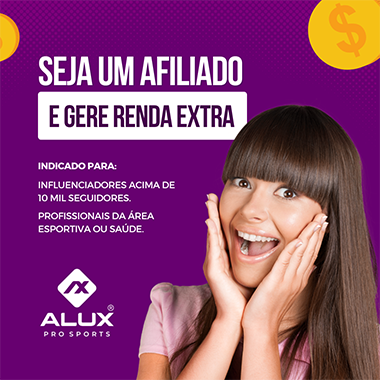 SEJA UM AFILIADO
E GERE RENDA EXTRA
INDICADO PARA:
INFLUENCIADORES ACIMA DE
10 MIL SEGUIDORES.
PROFISSIONAIS DA ÁREA
ESPORTIVA OU SAÚDE.
ALUX®
PRO SPORTS
$